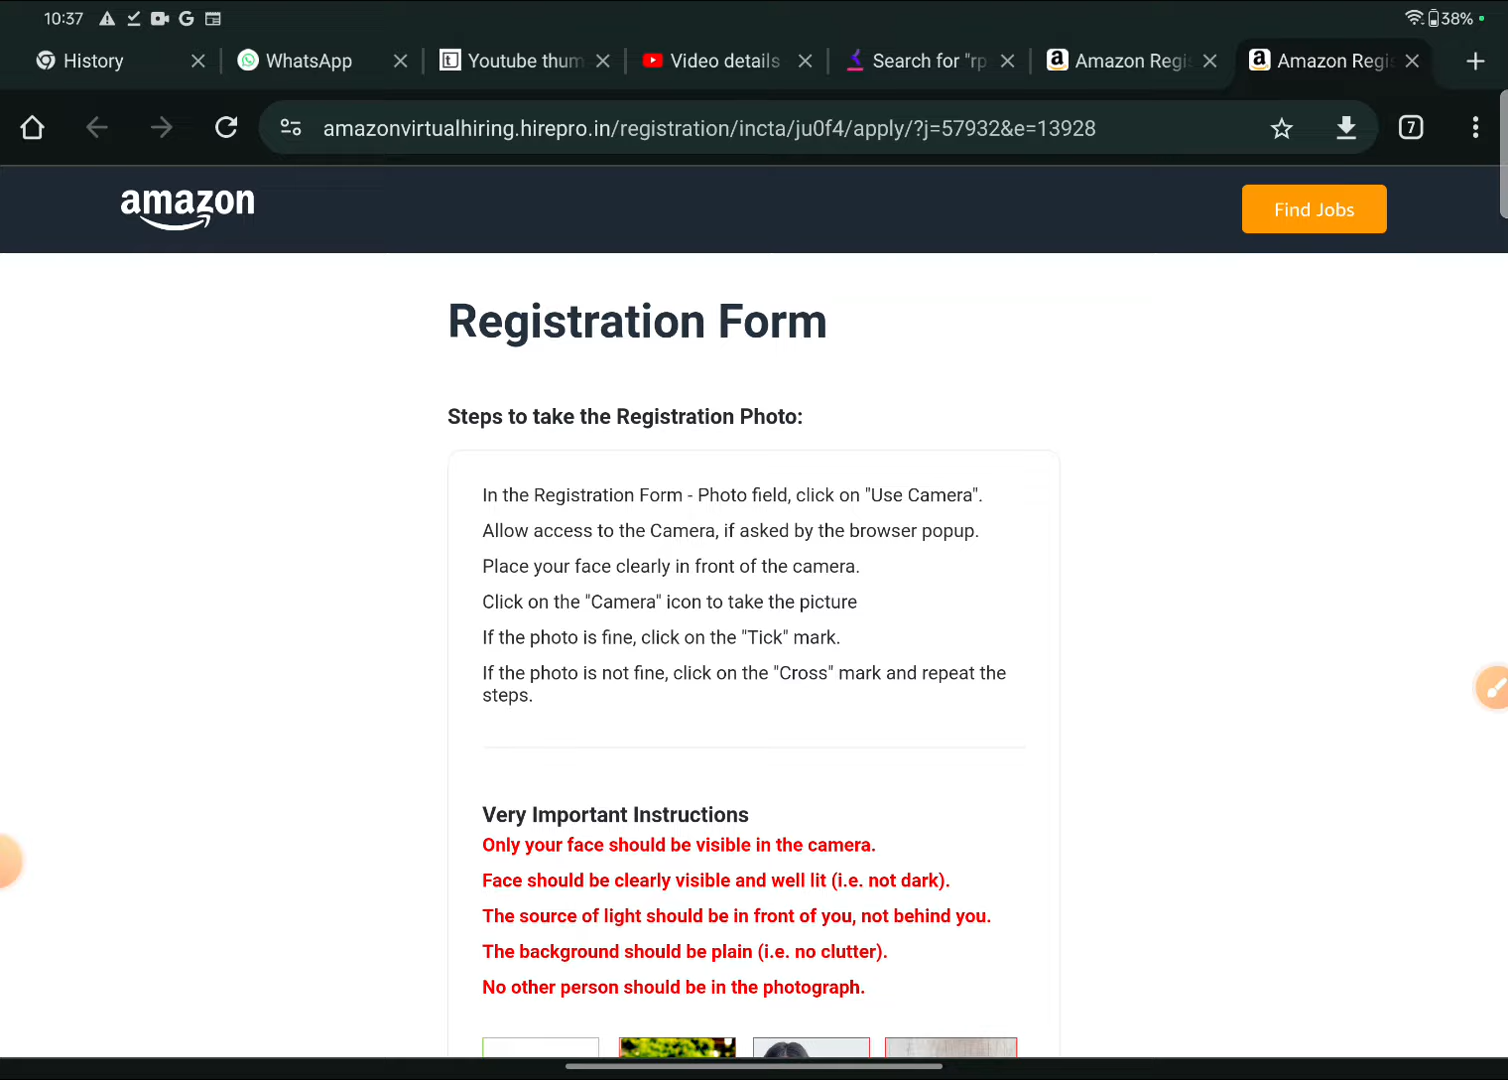 10:37
38%
History
WhatsApp
Youtube thum
Video details
Search for "rp
Amazon Regis
Amazon Regis
amazonvirtualhiring.hirepro.in/registration/incta/ju0f4/apply/?j=57932&e=13928
7
amazon
Find Jobs
Registration Form
Steps to take the Registration Photo:
In the Registration Form - Photo field, click on "Use Camera".
Allow access to the Camera, if asked by the browser popup.
Place your face clearly in front of the camera.
Click on the "Camera" icon to take the picture
If the photo is fine, click on the "Tick" mark.
If the photo is not fine, click on the "Cross" mark and repeat the
steps.
Very Important Instructions
Only your face should be visible in the camera.
Face should be clearly visible and well lit (i.e. not dark).
The source of light should be in front of you, not behind you.
The background should be plain (i.e. no clutter).
No other person should be in the photograph.